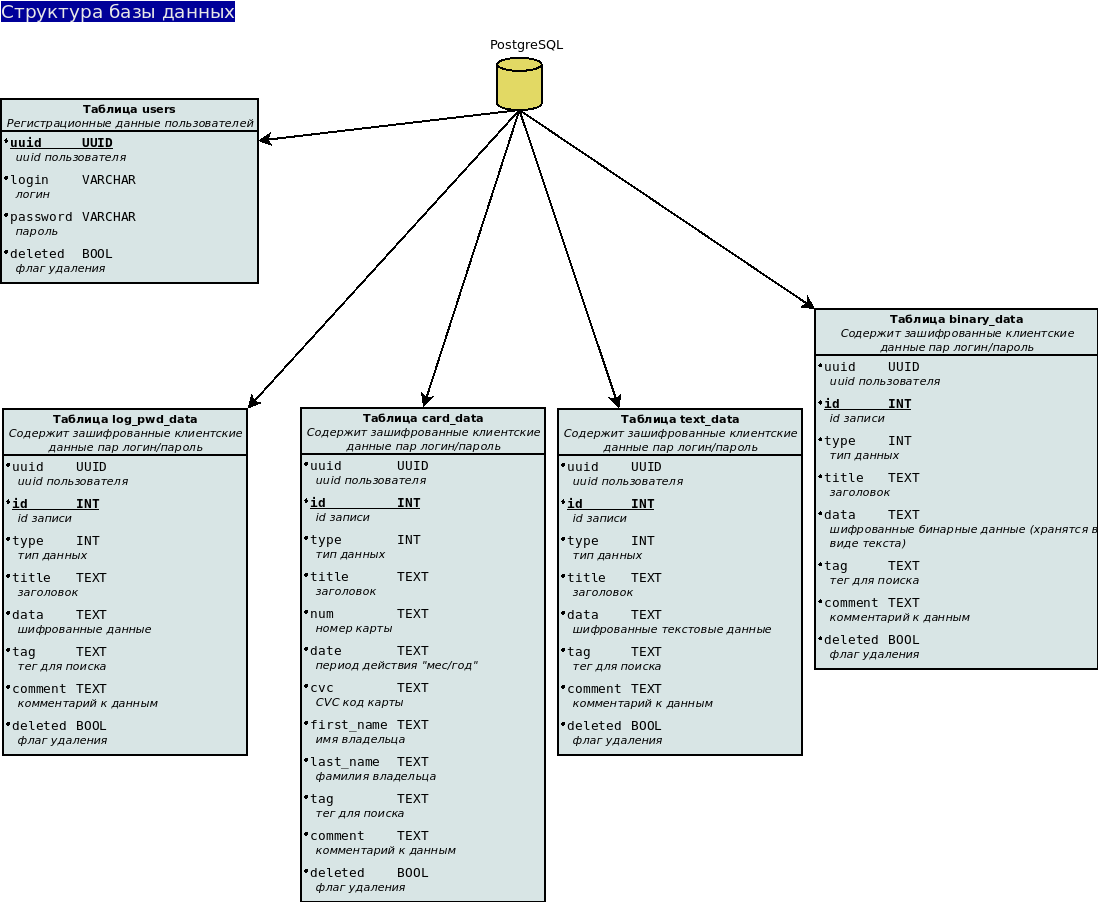 Структура базы данных
PostgreSQL
Таблица users
Регистрационные данные пользователей
uuid UUID
uuid пользователя
login VARCHAR
логин
password VARCHAR
пароль
deleted BOOL
флаг удаления
Таблица log_pwd_data
Содержит зашифрованные клиентские
данные пар логин/пароль
uuid UUID
uuid пользователя
id INT
id записи
type INT
тип данных
title TEXT
заголовок
data TEXT
шифрованные данные
tag TEXT
тег для поиска
comment TEXT
комментарий к данным
deleted BOOL
флаг удаления
Таблица card_data
Содержит зашифрованные клиентские
данные пар логин/пароль
uuid UUID
uuid пользователя
id INT
id записи
type INT
тип данных
title TEXT
заголовок
num TEXT
номер карты
date TEXT
период действия "мес/год"
cvc TEXT
CVC код карты
first_name TEXT
имя владельца
last_name TEXT
фамилия владельца
tag TEXT
тег для поиска
comment TEXT
комментарий к данным
deleted BOOL
флаг удаления
Таблица text_data
Содержит зашифрованные клиентские
данные пар логин/пароль
uuid UUID
uuid пользователя
id INT
id записи
type INT
тип данных
title TEXT
заголовок
data TEXT
шифрованные текстовые данные
tag TEXT
тег для поиска
comment TEXT
комментарий к данным
deleted BOOL
флаг удаления
Таблица binary_data
Содержит зашифрованные клиентские
данные пар логин/пароль
uuid UUID
uuid пользователя
id INT
id записи
type INT
тип данных
title TEXT
заголовок
data TEXT
шифрованные бинарные данные (хранятся в
виде текста)
tag TEXT
тег для поиска
comment TEXT
комментарий к данным
deleted BOOL
флаг удаления